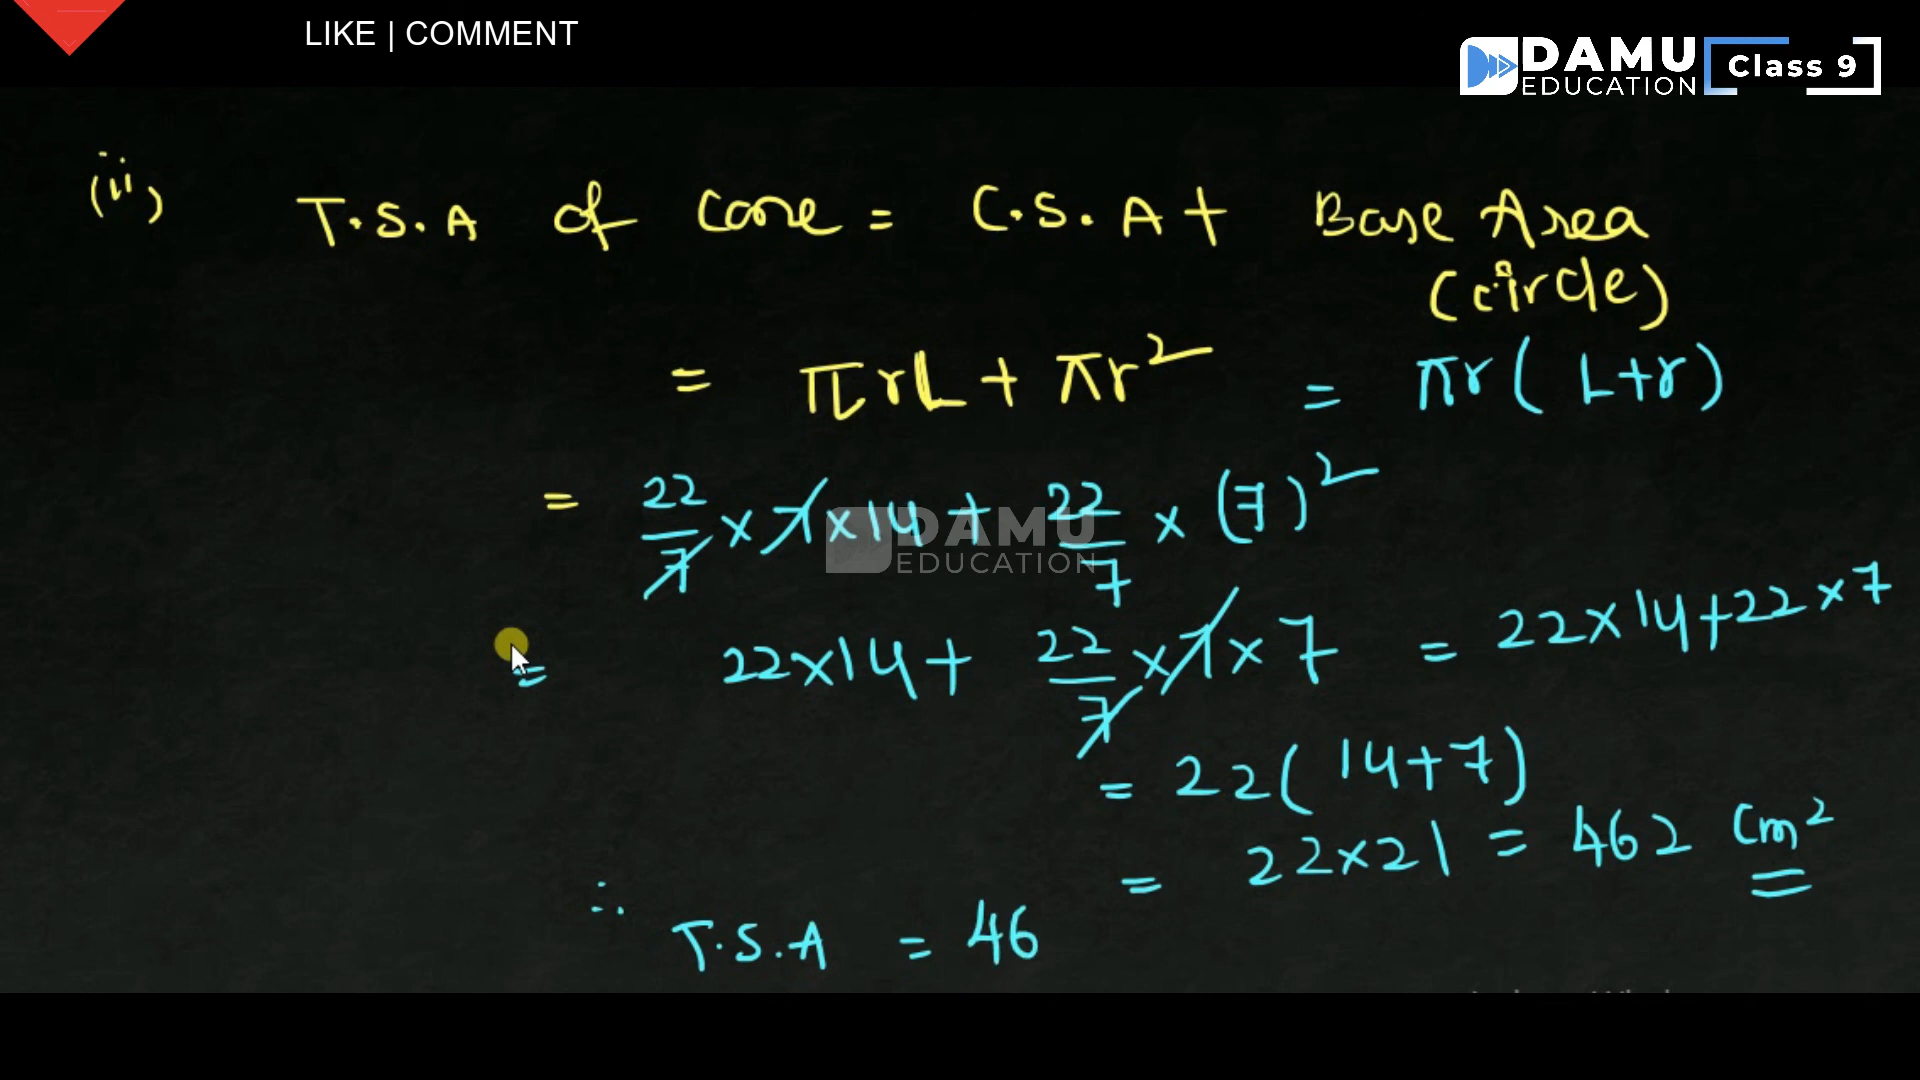 LIKE | COMMENT
DAMU EDUCATION Class 9
(ii) T.S.A of cone = C.S.A + Base Area
(circle)
= πrL + πr² = πr(L+r)
= 22/7 × 7 × 14 + 22/7 × (7)²
DAMU
EDUCATION
= 22×14 + 22/7 × 7 × 7 = 22×14+22×7
= 22(14+7)
= 22×21 = 462 cm²
∴ T.S.A = 46